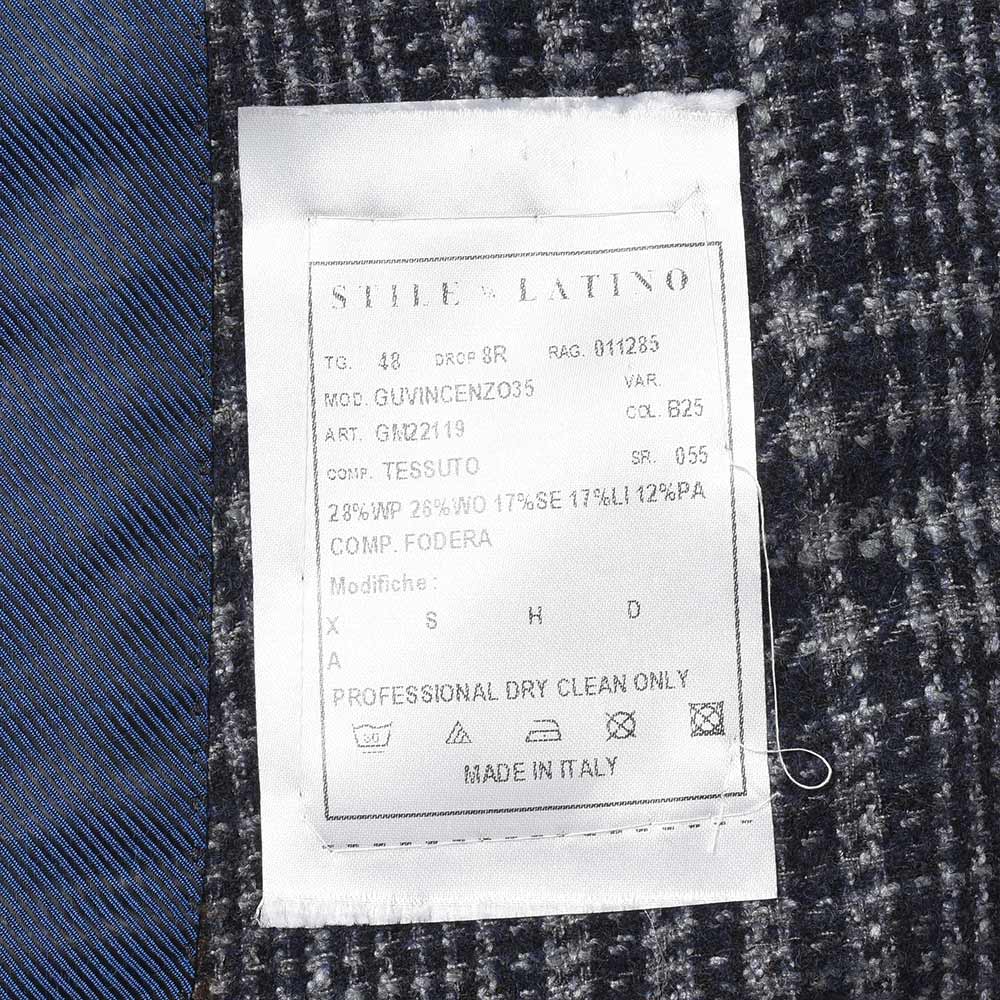 STILE LATINO
TG. 48 DROP 8R RAG. 011285
MOD. GUVINCENZO35 VAR.
ART. GM22119 COL. B25
COMP. TESSUTO SR. 055
28%WP 26%WO 17%SE 17%LI 12%PA
COMP. FODERA
Modifiche :
X S H D
A
PROFESSIONAL DRY CLEAN ONLY
30
MADE IN ITALY